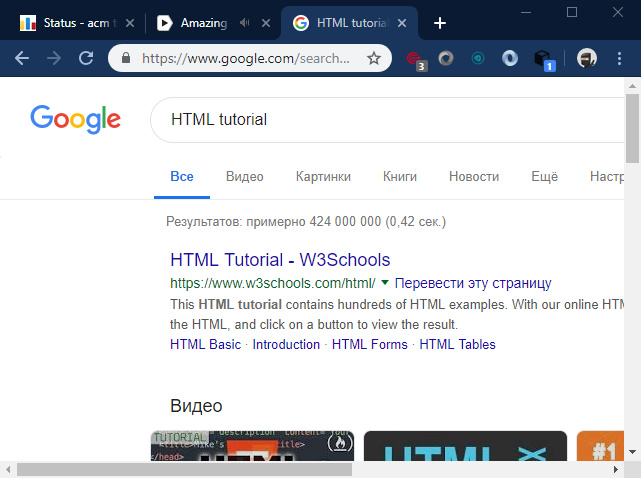 Status - acm t
Amazing
HTML tutorial
https://www.google.com/search...
3
1
Google
HTML tutorial
Все Видео Картинки Книги Новости Ещё Настр
Результатов: примерно 424 000 000 (0,42 сек.)
HTML Tutorial - W3Schools
https://www.w3schools.com/html/ Перевести эту страницу
This HTML tutorial contains hundreds of HTML examples. With our online HTM
the HTML, and click on a button to view the result.
HTML Basic · Introduction · HTML Forms · HTML Tables
Видео
TUTORIAL
HTML
#1